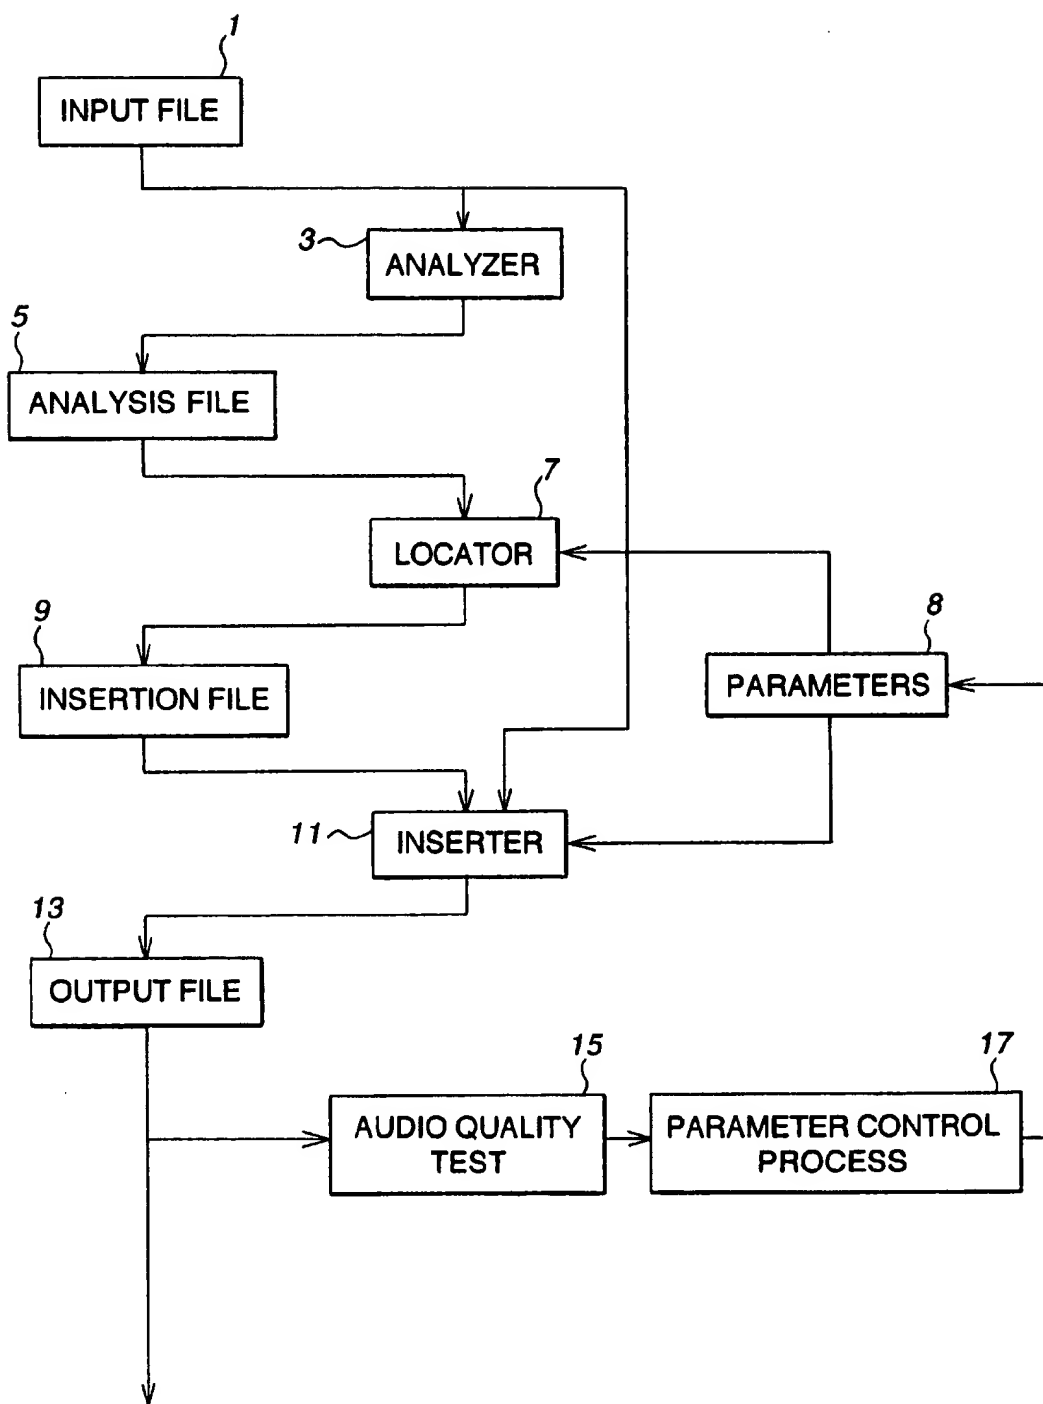 1
INPUT FILE
3
ANALYZER
5
ANALYSIS FILE
7
LOCATOR
8
PARAMETERS
9
INSERTION FILE
11
INSERTER
13
OUTPUT FILE
15
AUDIO QUALITY
TEST
17
PARAMETER CONTROL
PROCESS